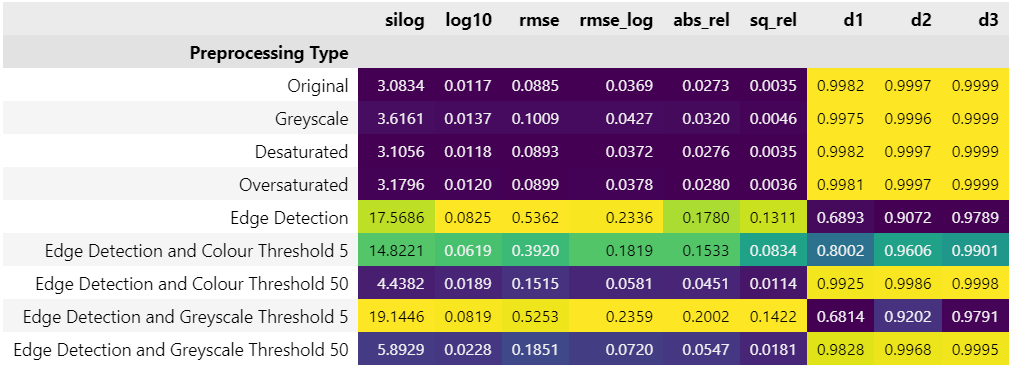 silog log10 rmse rmse_log abs_rel sq_rel d1 d2 d3
Preprocessing Type
Original 3.0834 0.0117 0.0885 0.0369 0.0273 0.0035 0.9982 0.9997 0.9999
Greyscale 3.6161 0.0137 0.1009 0.0427 0.0320 0.0046 0.9975 0.9996 0.9999
Desaturated 3.1056 0.0118 0.0893 0.0372 0.0276 0.0035 0.9982 0.9997 0.9999
Oversaturated 3.1796 0.0120 0.0899 0.0378 0.0280 0.0036 0.9981 0.9997 0.9999
Edge Detection 17.5686 0.0825 0.5362 0.2336 0.1780 0.1311 0.6893 0.9072 0.9789
Edge Detection and Colour Threshold 5 14.8221 0.0619 0.3920 0.1819 0.1533 0.0834 0.8002 0.9606 0.9901
Edge Detection and Colour Threshold 50 4.4382 0.0189 0.1515 0.0581 0.0451 0.0114 0.9925 0.9986 0.9998
Edge Detection and Greyscale Threshold 5 19.1446 0.0819 0.5253 0.2359 0.2002 0.1422 0.6814 0.9202 0.9791
Edge Detection and Greyscale Threshold 50 5.8929 0.0228 0.1851 0.0720 0.0547 0.0181 0.9828 0.9968 0.9995